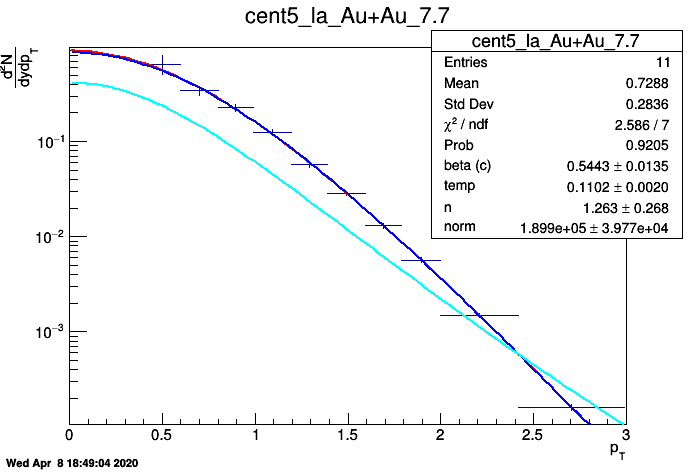 cent5_la_Au+Au_7.7
cent5_la_Au+Au_7.7
Entries 11
Mean 0.7288
Std Dev 0.2836
χ² / ndf 2.586 / 7
Prob 0.9205
beta (c) 0.5443 ± 0.0135
temp 0.1102 ± 0.0020
n 1.263 ± 0.268
norm 1.899e+05 ± 3.977e+04
d²N
dydp_T
10⁻¹
10⁻²
10⁻³
0 0.5 1 1.5 2 2.5 3
p_T
Wed Apr 8 18:49:04 2020